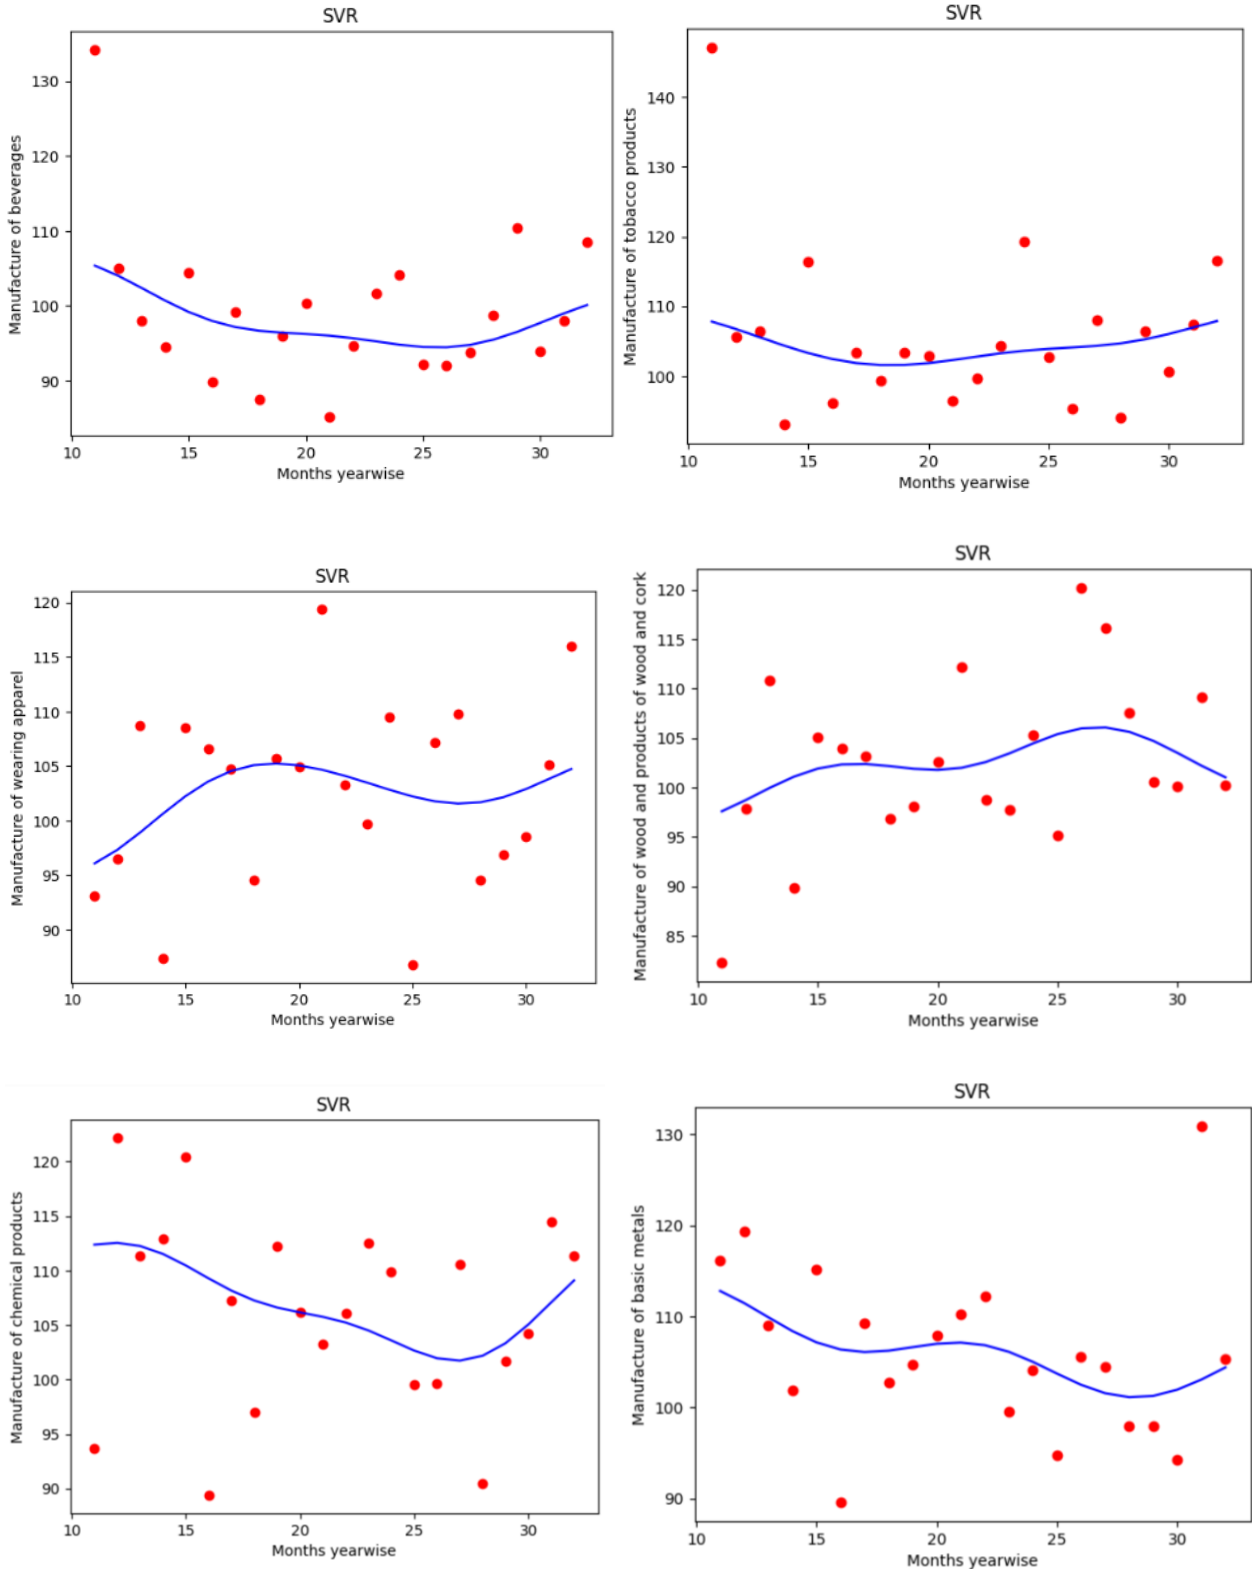 SVR
Manufacture of beverages
130
120
110
100
90
10 15 20 25 30
Months yearwise
SVR
Manufacture of tobacco products
140
130
120
110
100
10 15 20 25 30
Months yearwise
SVR
Manufacture of wearing apparel
120
115
110
105
100
95
90
10 15 20 25 30
Months yearwise
SVR
Manufacture of wood and products of wood and cork
120
115
110
105
100
95
90
85
10 15 20 25 30
Months yearwise
SVR
Manufacture of chemical products
120
115
110
105
100
95
90
10 15 20 25 30
Months yearwise
SVR
Manufacture of basic metals
130
120
110
100
90
10 15 20 25 30
Months yearwise